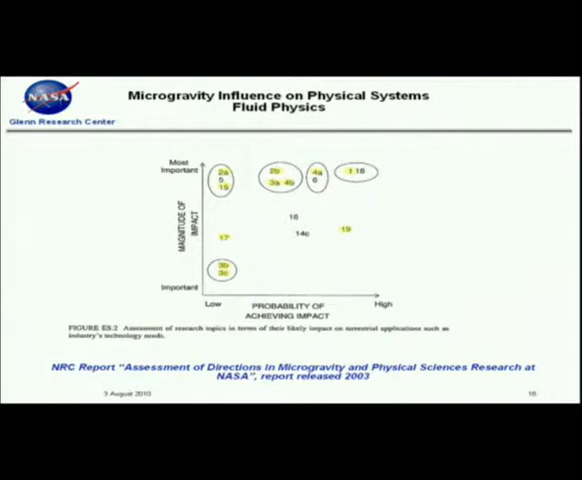 Microgravity Influence on Physical Systems
Fluid Physics
NASA
Glenn Research Center
Most
Important
2a
5
15
2b
3a 4b
4a
6
1 18
16
14c
19
17
3b
3c
MAGNITUDE OF
IMPACT
Important
Low
PROBABILITY OF
ACHIEVING IMPACT
High
FIGURE ES.2 Assessment of research topics in terms of their likely impact on terrestrial applications such as
industry's technology needs.
NRC Report "Assessment of Directions in Microgravity and Physical Sciences Research at
NASA", report released 2003
3 August 2010
16